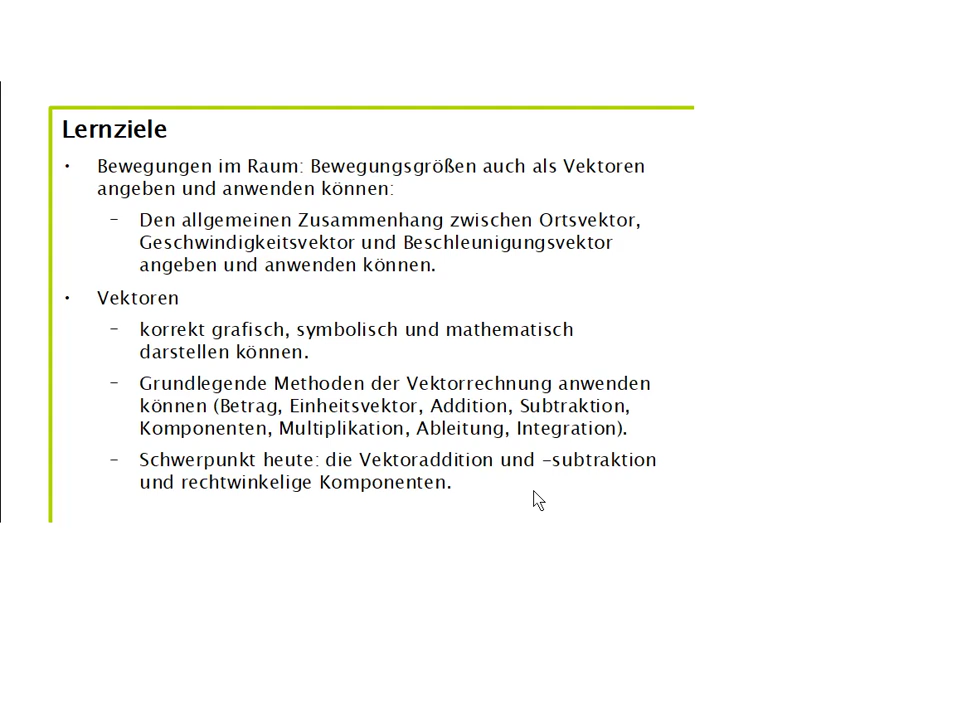 Lernziele
• Bewegungen im Raum: Bewegungsgrößen auch als Vektoren
angeben und anwenden können:
– Den allgemeinen Zusammenhang zwischen Ortsvektor,
Geschwindigkeitsvektor und Beschleunigungsvektor
angeben und anwenden können.
• Vektoren
– korrekt grafisch, symbolisch und mathematisch
darstellen können.
– Grundlegende Methoden der Vektorrechnung anwenden
können (Betrag, Einheitsvektor, Addition, Subtraktion,
Komponenten, Multiplikation, Ableitung, Integration).
– Schwerpunkt heute: die Vektoraddition und –subtraktion
und rechtwinkelige Komponenten.